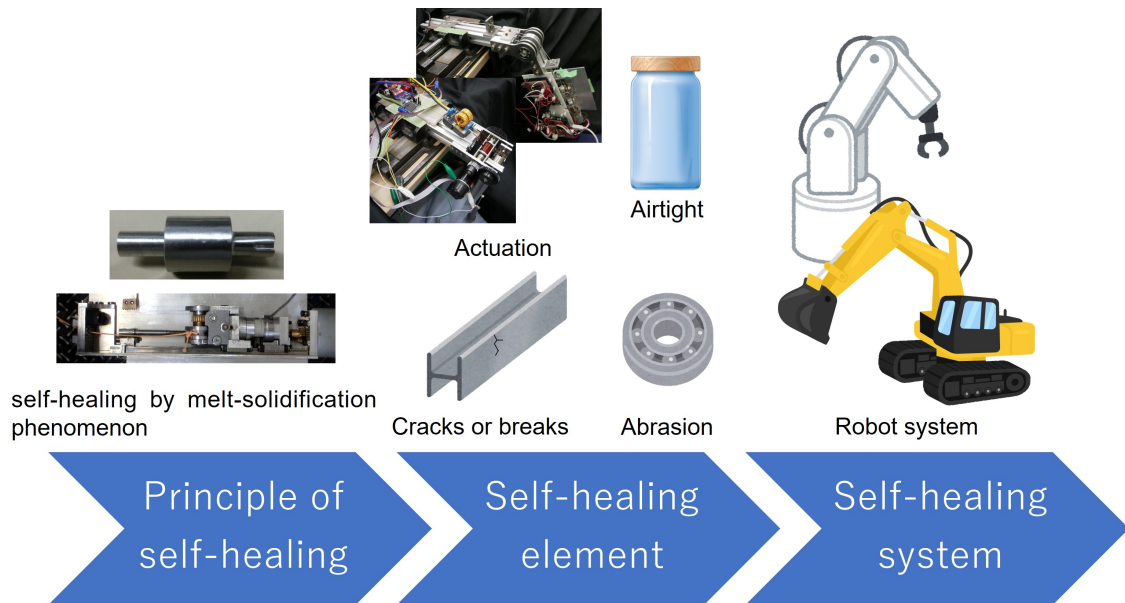 Airtight
Actuation
self-healing by melt-solidification
phenomenon
Cracks or breaks
Abrasion
Robot system
Principle of
self-healing
Self-healing
element
Self-healing
system